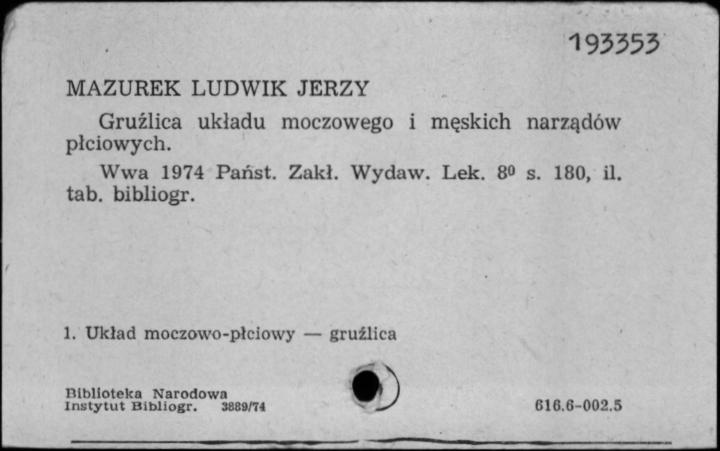 193353
MAZUREK LUDWIK JERZY
Gruźlica układu moczowego i męskich narządów
płciowych.
Wwa 1974 Państ. Zakł. Wydaw. Lek. 8⁰ s. 180, il.
tab. bibliogr.
1. Układ moczowo-płciowy — gruźlica
Biblioteka Narodowa
Instytut Bibliogr. 3889/74
616.6-002.5